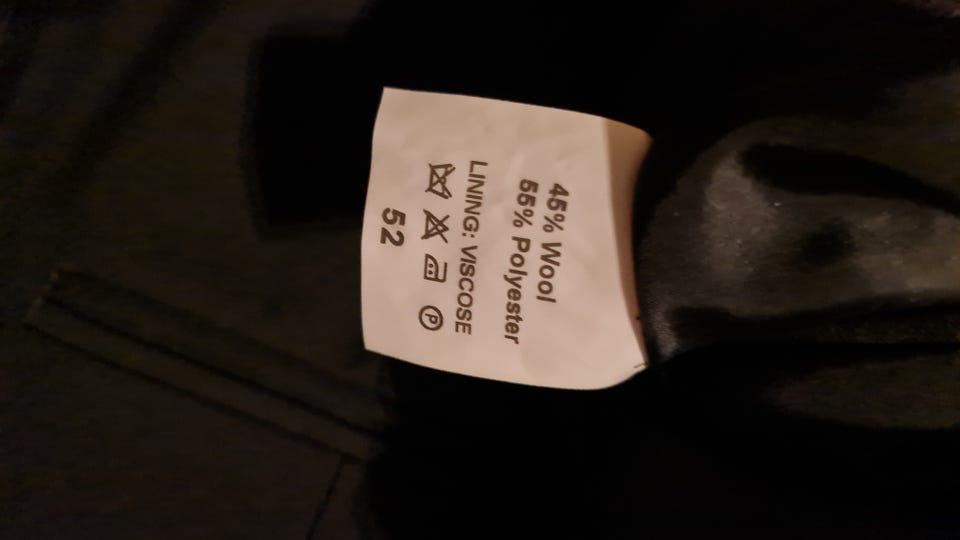 45% Wool
55% Polyester
LINING: VISCOSE
P
52